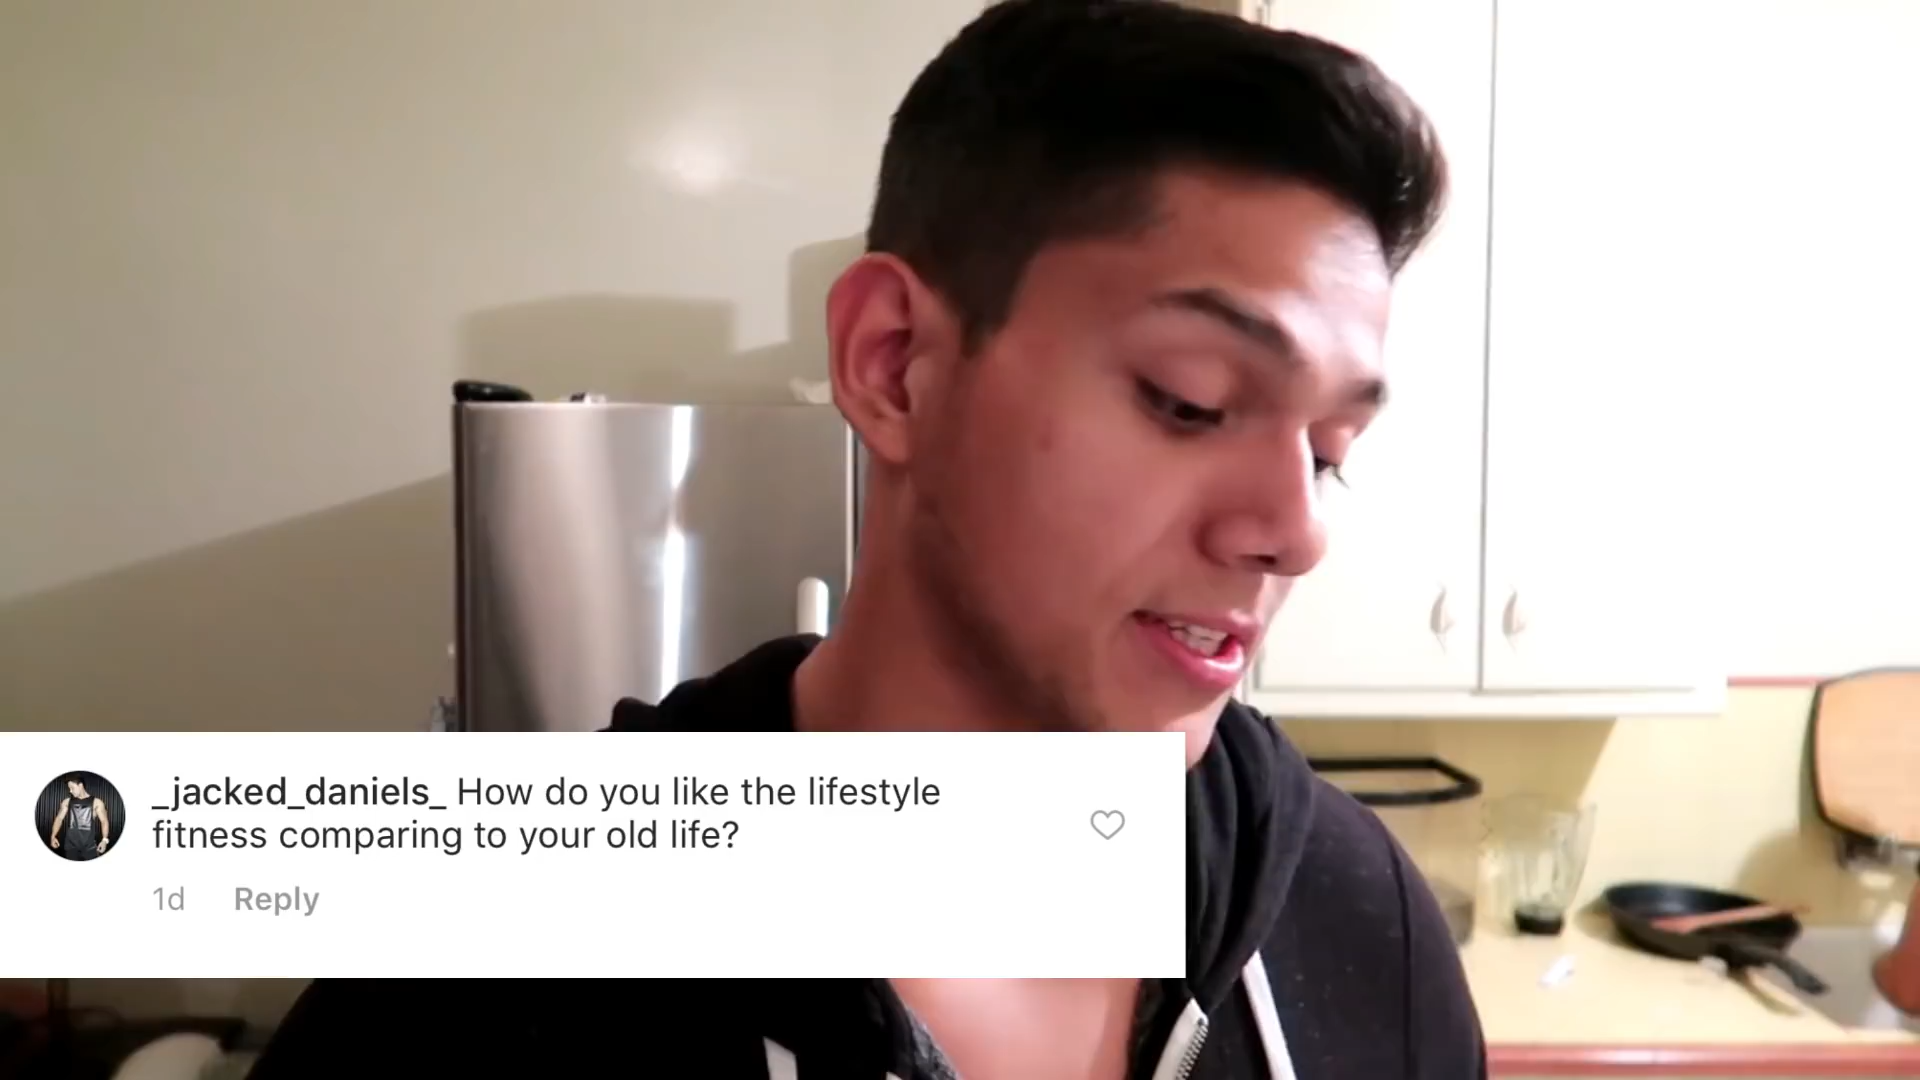 _jacked_daniels_ How do you like the lifestyle
fitness comparing to your old life?
1d Reply